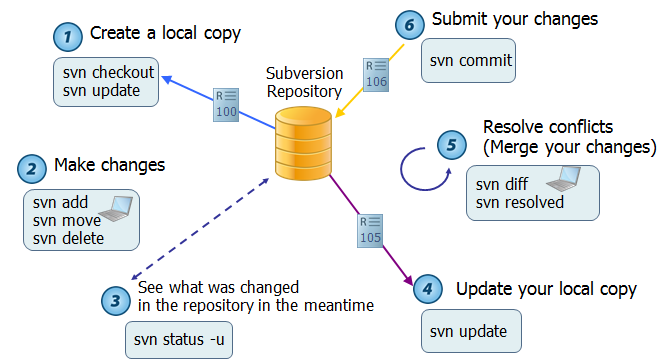 1 Create a local copy
svn checkout
svn update
R
100
Subversion
Repository
6 Submit your changes
svn commit
R
106
2 Make changes
svn add
svn move
svn delete
5 Resolve conflicts
(Merge your changes)
svn diff
svn resolved
3 See what was changed
in the repository in the meantime
svn status -u
R
105
4 Update your local copy
svn update